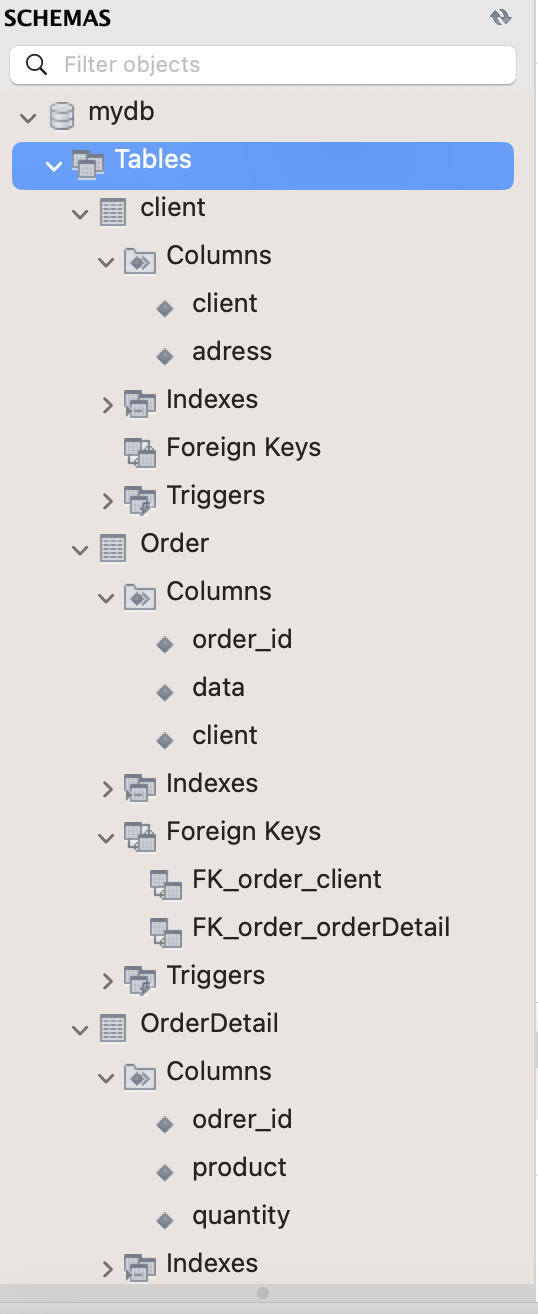 SCHEMAS
Filter objects
mydb
Tables
client
Columns
client
adress
Indexes
Foreign Keys
Triggers
Order
Columns
order_id
data
client
Indexes
Foreign Keys
FK_order_client
FK_order_orderDetail
Triggers
OrderDetail
Columns
odrer_id
product
quantity
Indexes